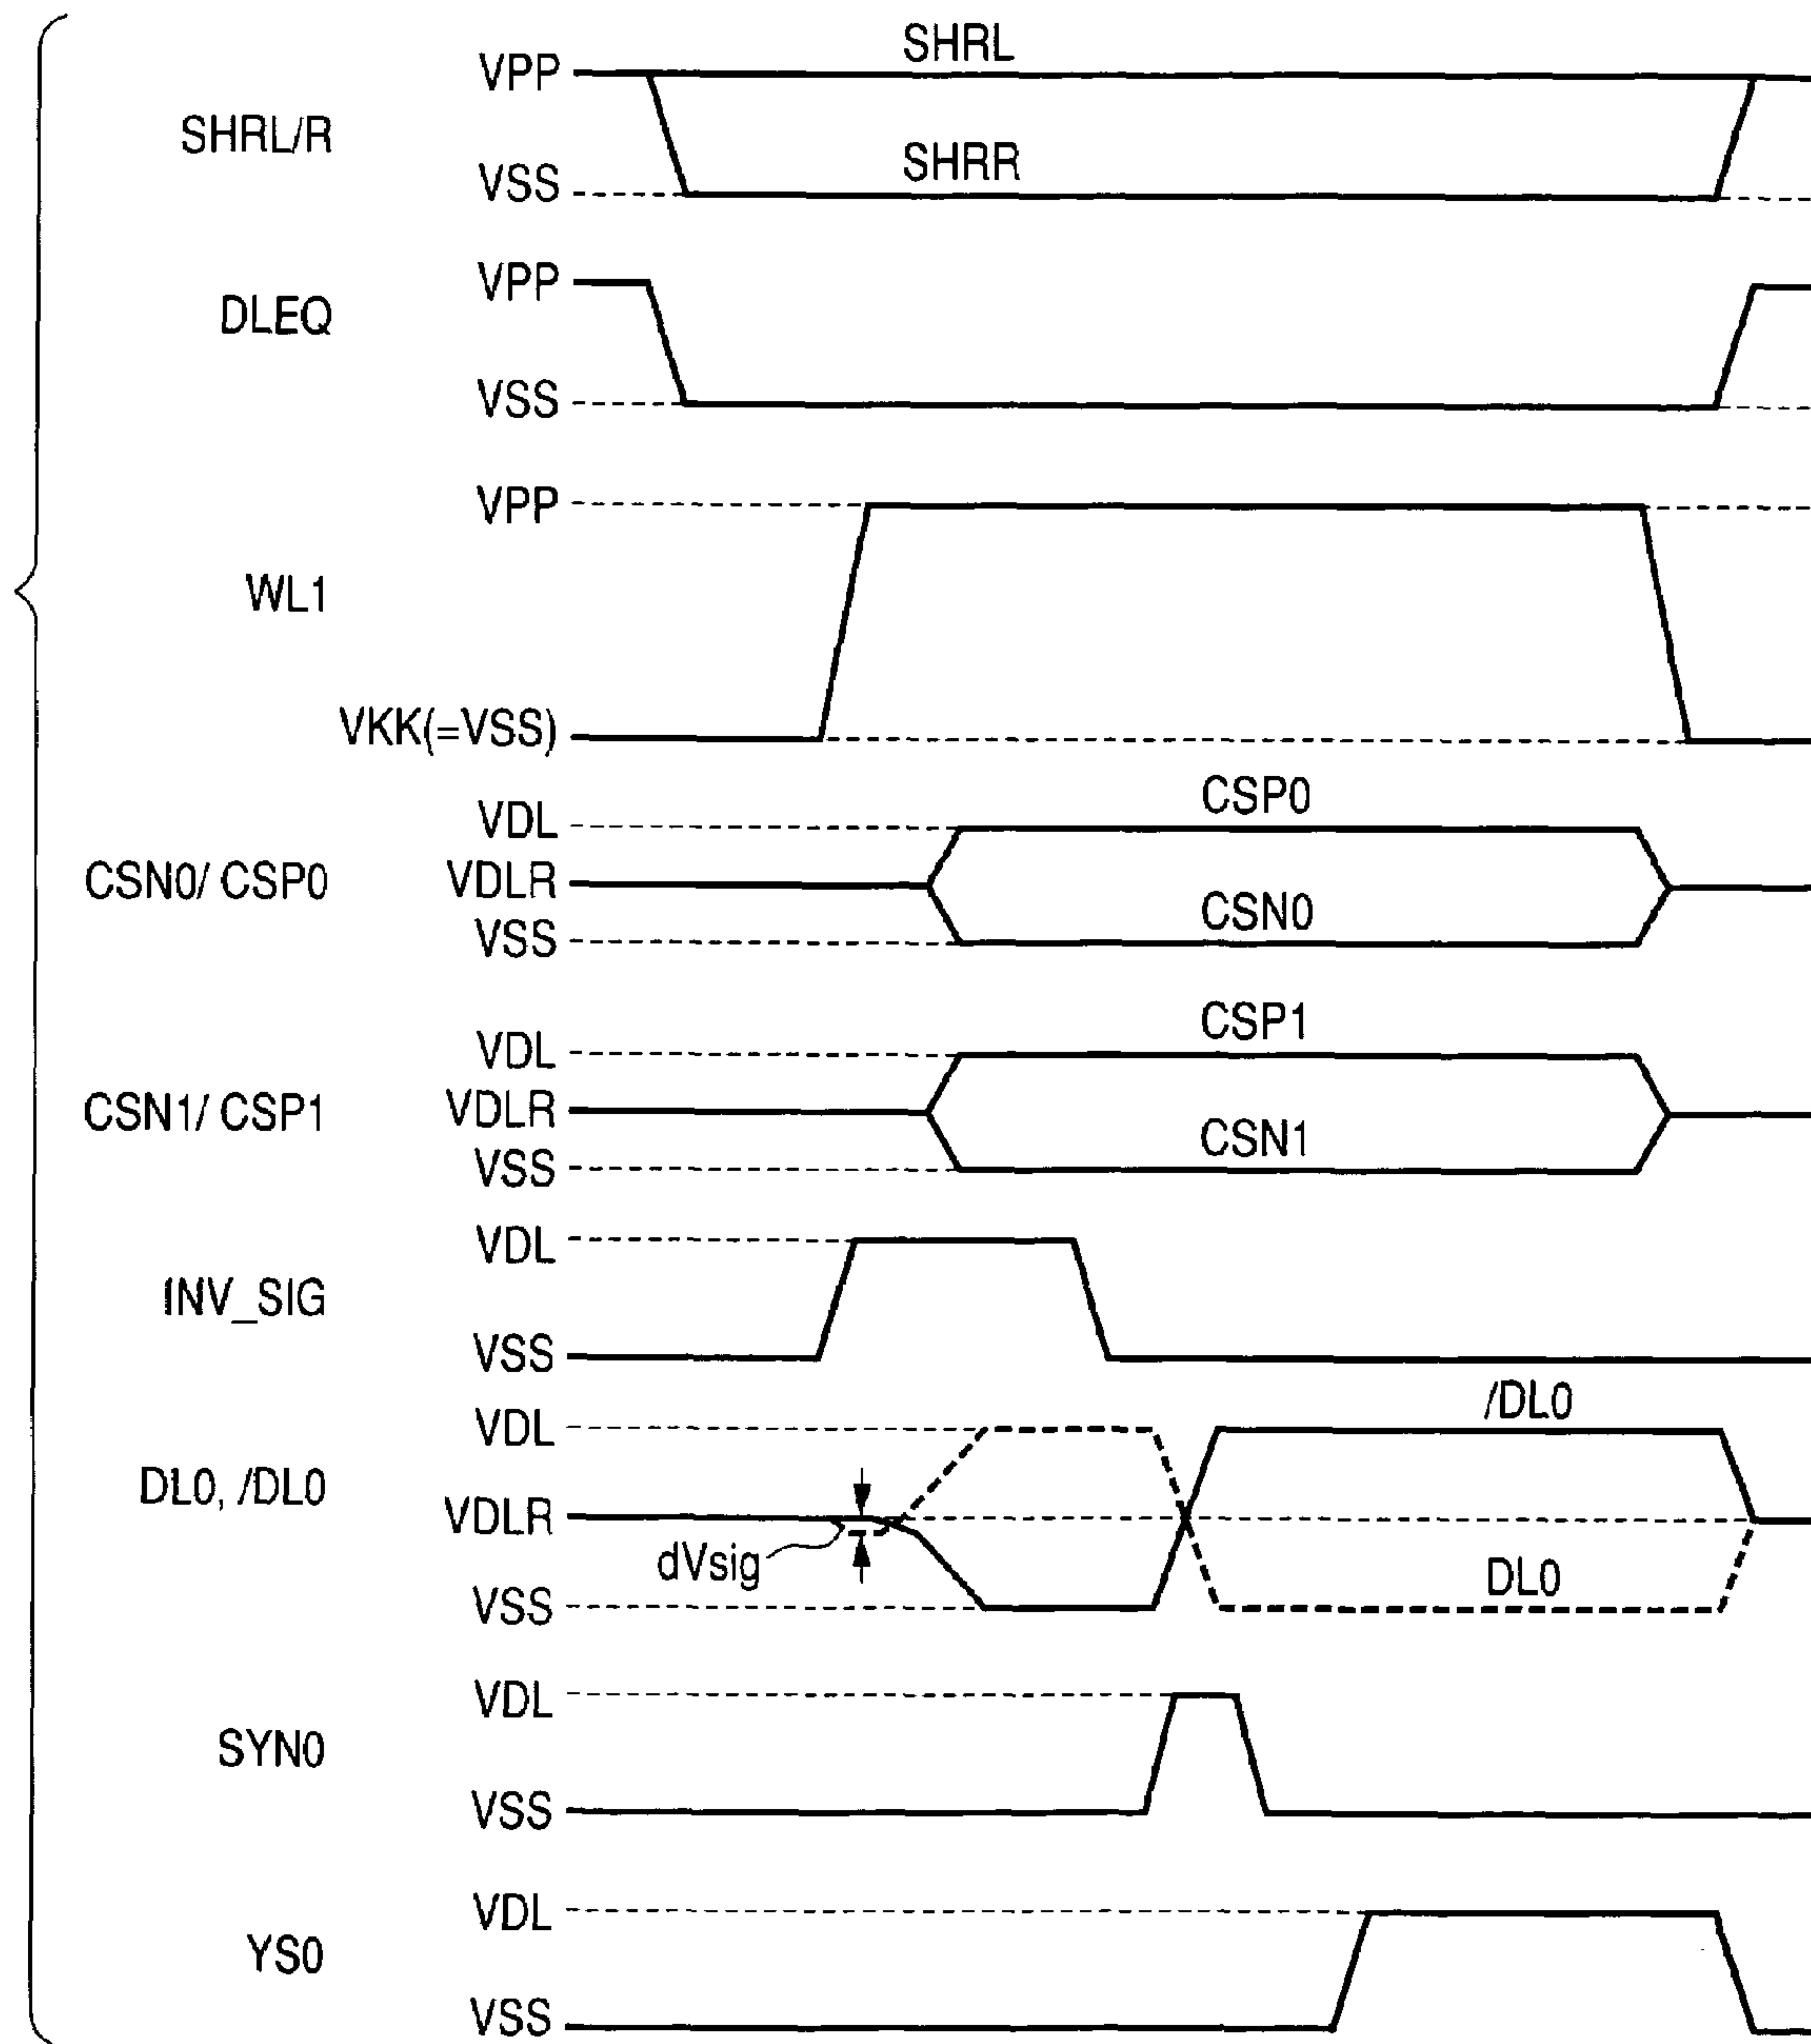 SHRL
VPP
SHRL/R
SHRR
VSS
VPP
DLEQ
VSS
VPP
WL1
VKK(=VSS)
CSP0
VDL
CSN0/ CSP0
VDLR
CSN0
VSS
CSP1
VDL
CSN1/ CSP1
VDLR
CSN1
VSS
VDL
INV_SIG
VSS
/DL0
VDL
DL0, /DL0
VDLR
dVsig
DL0
VSS
VDL
SYN0
VSS
VDL
YS0
VSS